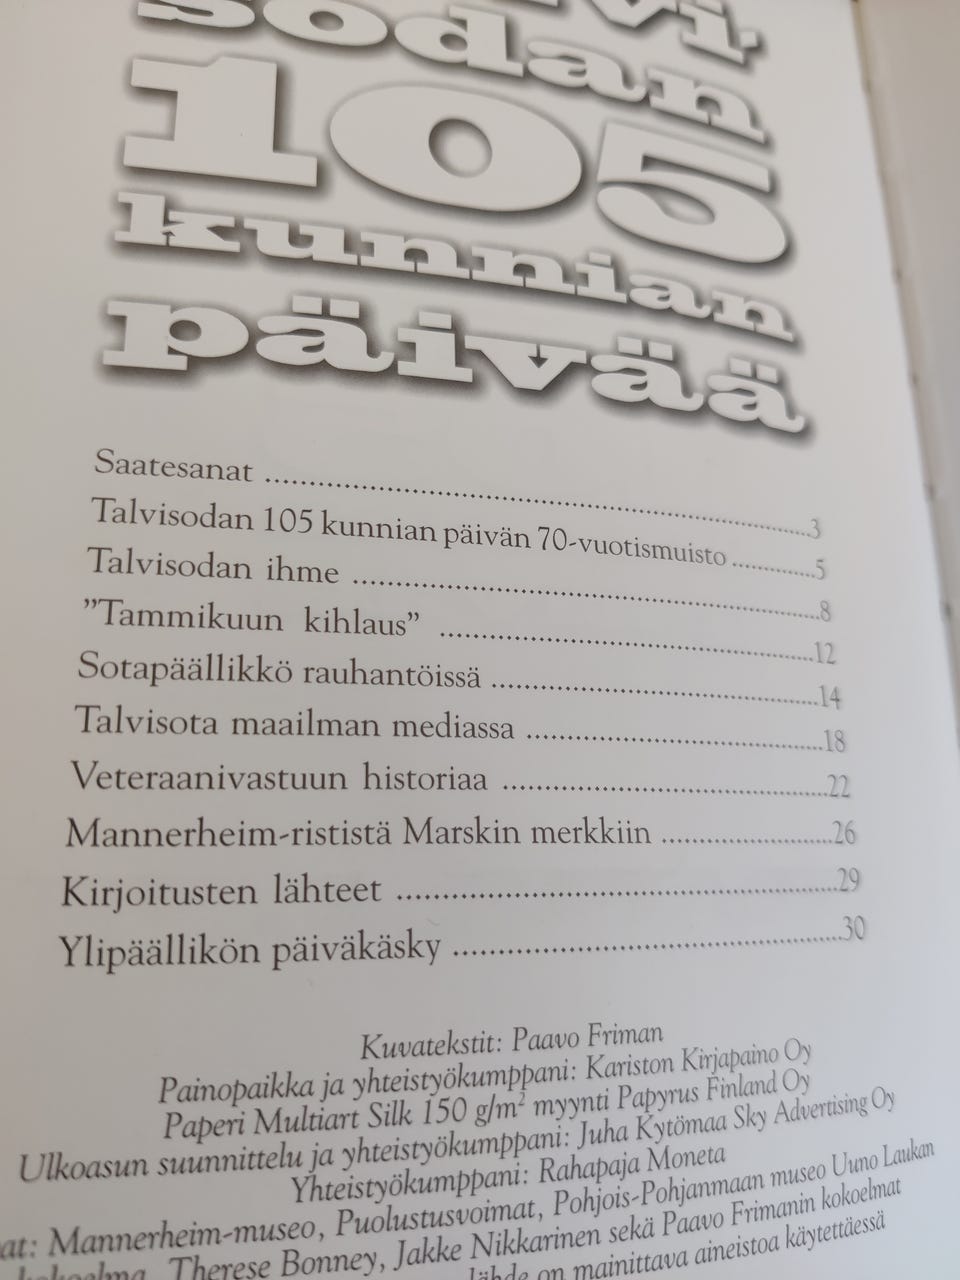 sodan
105
kunnian
päivää
Saatesanat ..........3
Talvisodan 105 kunnian päivän 70-vuotismuisto ..........5
Talvisodan ihme ..........8
”Tammikuun kihlaus” ..........12
Sotapäällikkö rauhantöissä ..........14
Talvisota maailman mediassa ..........18
Veterаanivastuun historiaa ..........22
Mannerheim-rististä Marskin merkkiin ..........26
Kirjoitusten lähteet ..........29
Ylipäällikön päiväkäsky ..........30
Kuvatekstit: Paavo Friman
Painopaikka ja yhteistyökumppani: Kariston Kirjapaino Oy
Paperi Multiart Silk 150 g/m² myynti Papyrus Finland Oy
Ulkoasun suunnittelu ja yhteistyökumppani: Juha Kytömaa Sky Advertising Oy
Yhteistyökumppani: Rahapaja Moneta
at: Mannerheim-museo, Puolustusvoimat, Pohjois-Pohjanmaan museo Uuno Laukan
kokoelma, Therese Bonney, Jakke Nikkarinen sekä Paavo Frimanin kokoelmat
lähde on mainittava aineistoa käytettäessä